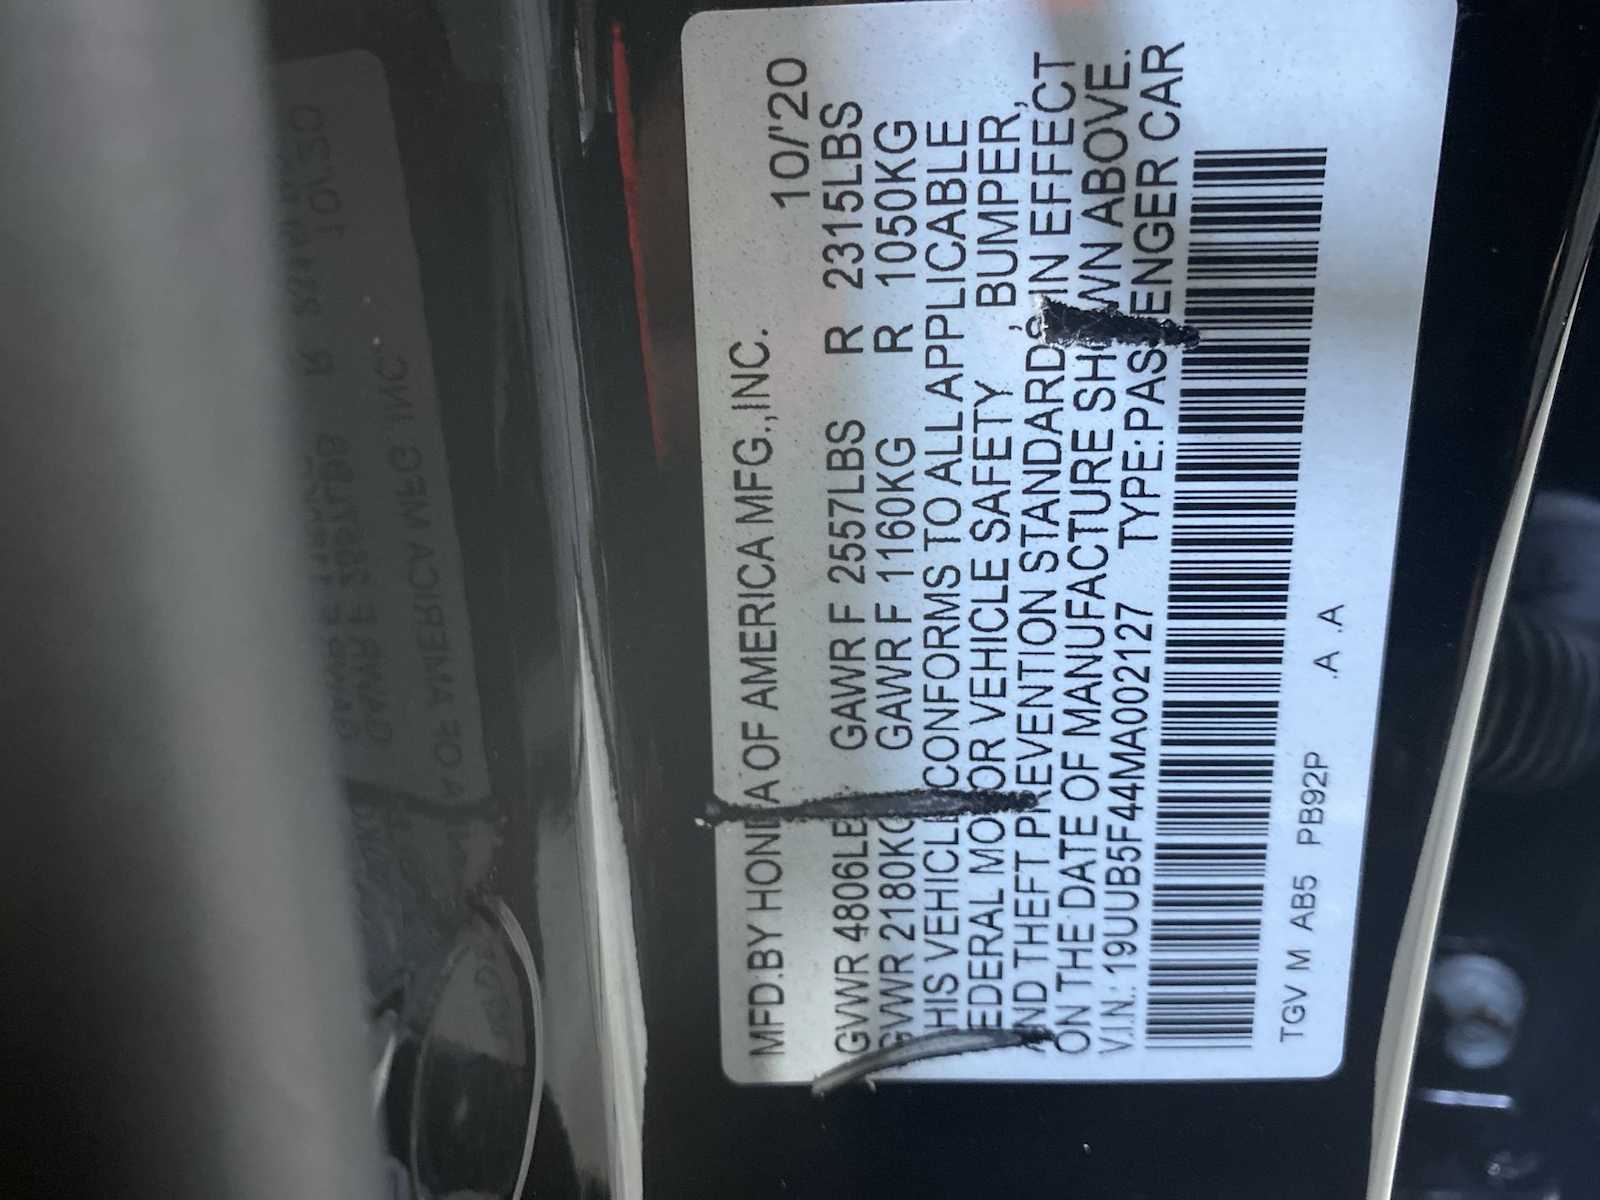 MFD.BY HONDA OF AMERICA MFG.,INC. 10/'20
GVWR 4806LB GAWR F 2557LBS R 2315LBS
GVWR 2180KG GAWR F 1160KG R 1050KG
THIS VEHICLE CONFORMS TO ALL APPLICABLE
FEDERAL MOTOR VEHICLE SAFETY, BUMPER,
AND THEFT PREVENTION STANDARDS IN EFFECT
ON THE DATE OF MANUFACTURE SHOWN ABOVE.
V.I.N.: 19UUB5F44MA002127 TYPE:PASSENGER CAR
TGV M AB5 PB92P .A .A